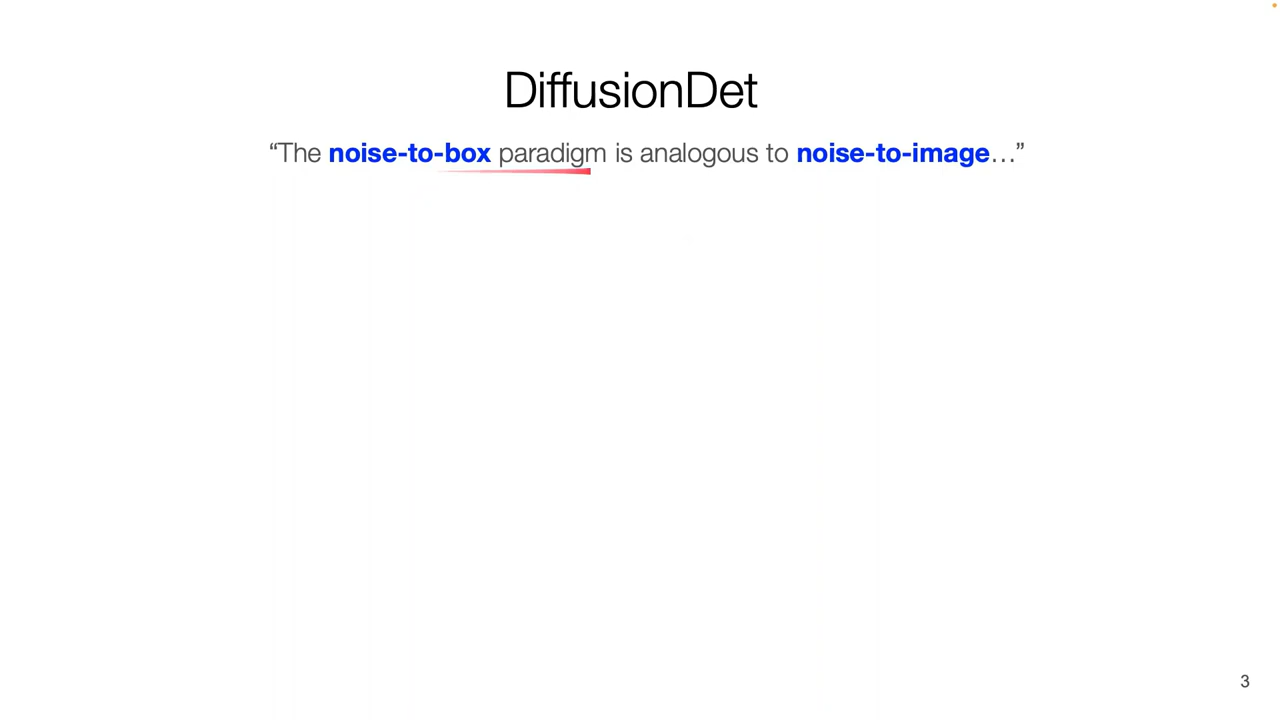 DiffusionDet
“The noise-to-box paradigm is analogous to noise-to-image…”
3